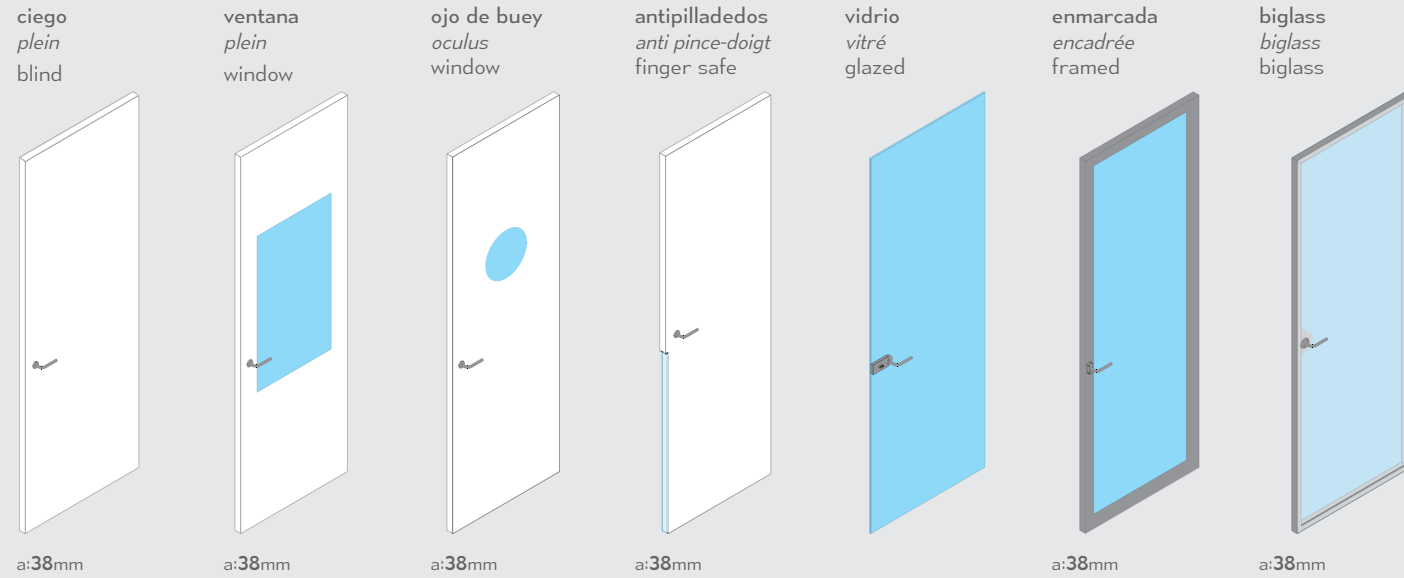 ciego
plein
blind
ventana
plein
window
ojo de buey
oculus
window
antipilladedos
anti pince-doigt
finger safe
vidrio
vitré
glazed
enmarcada
encadrée
framed
biglass
biglass
biglass
a:38mm
a:38mm
a:38mm
a:38mm
a:38mm
a:38mm